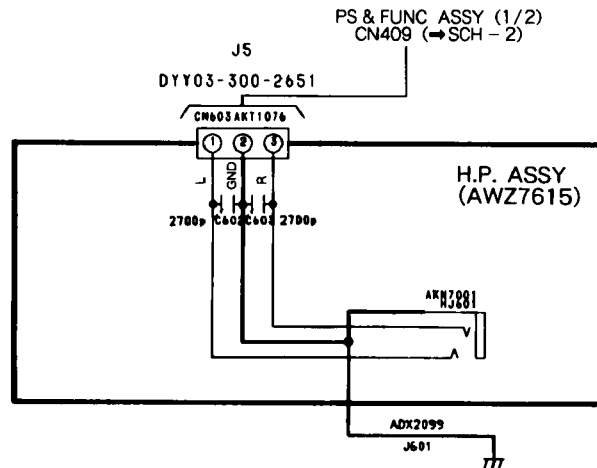 PS & FUNC ASSY (1/2)
CN409 (➡SCH-2)
J5
DYY03-300-2651
CN603 AKT1076
1 2 3
L GND R
2700p C602 C603 2700p
H.P. ASSY
(AWZ7615)
AKN7001
HJ601
ADX2099
J601